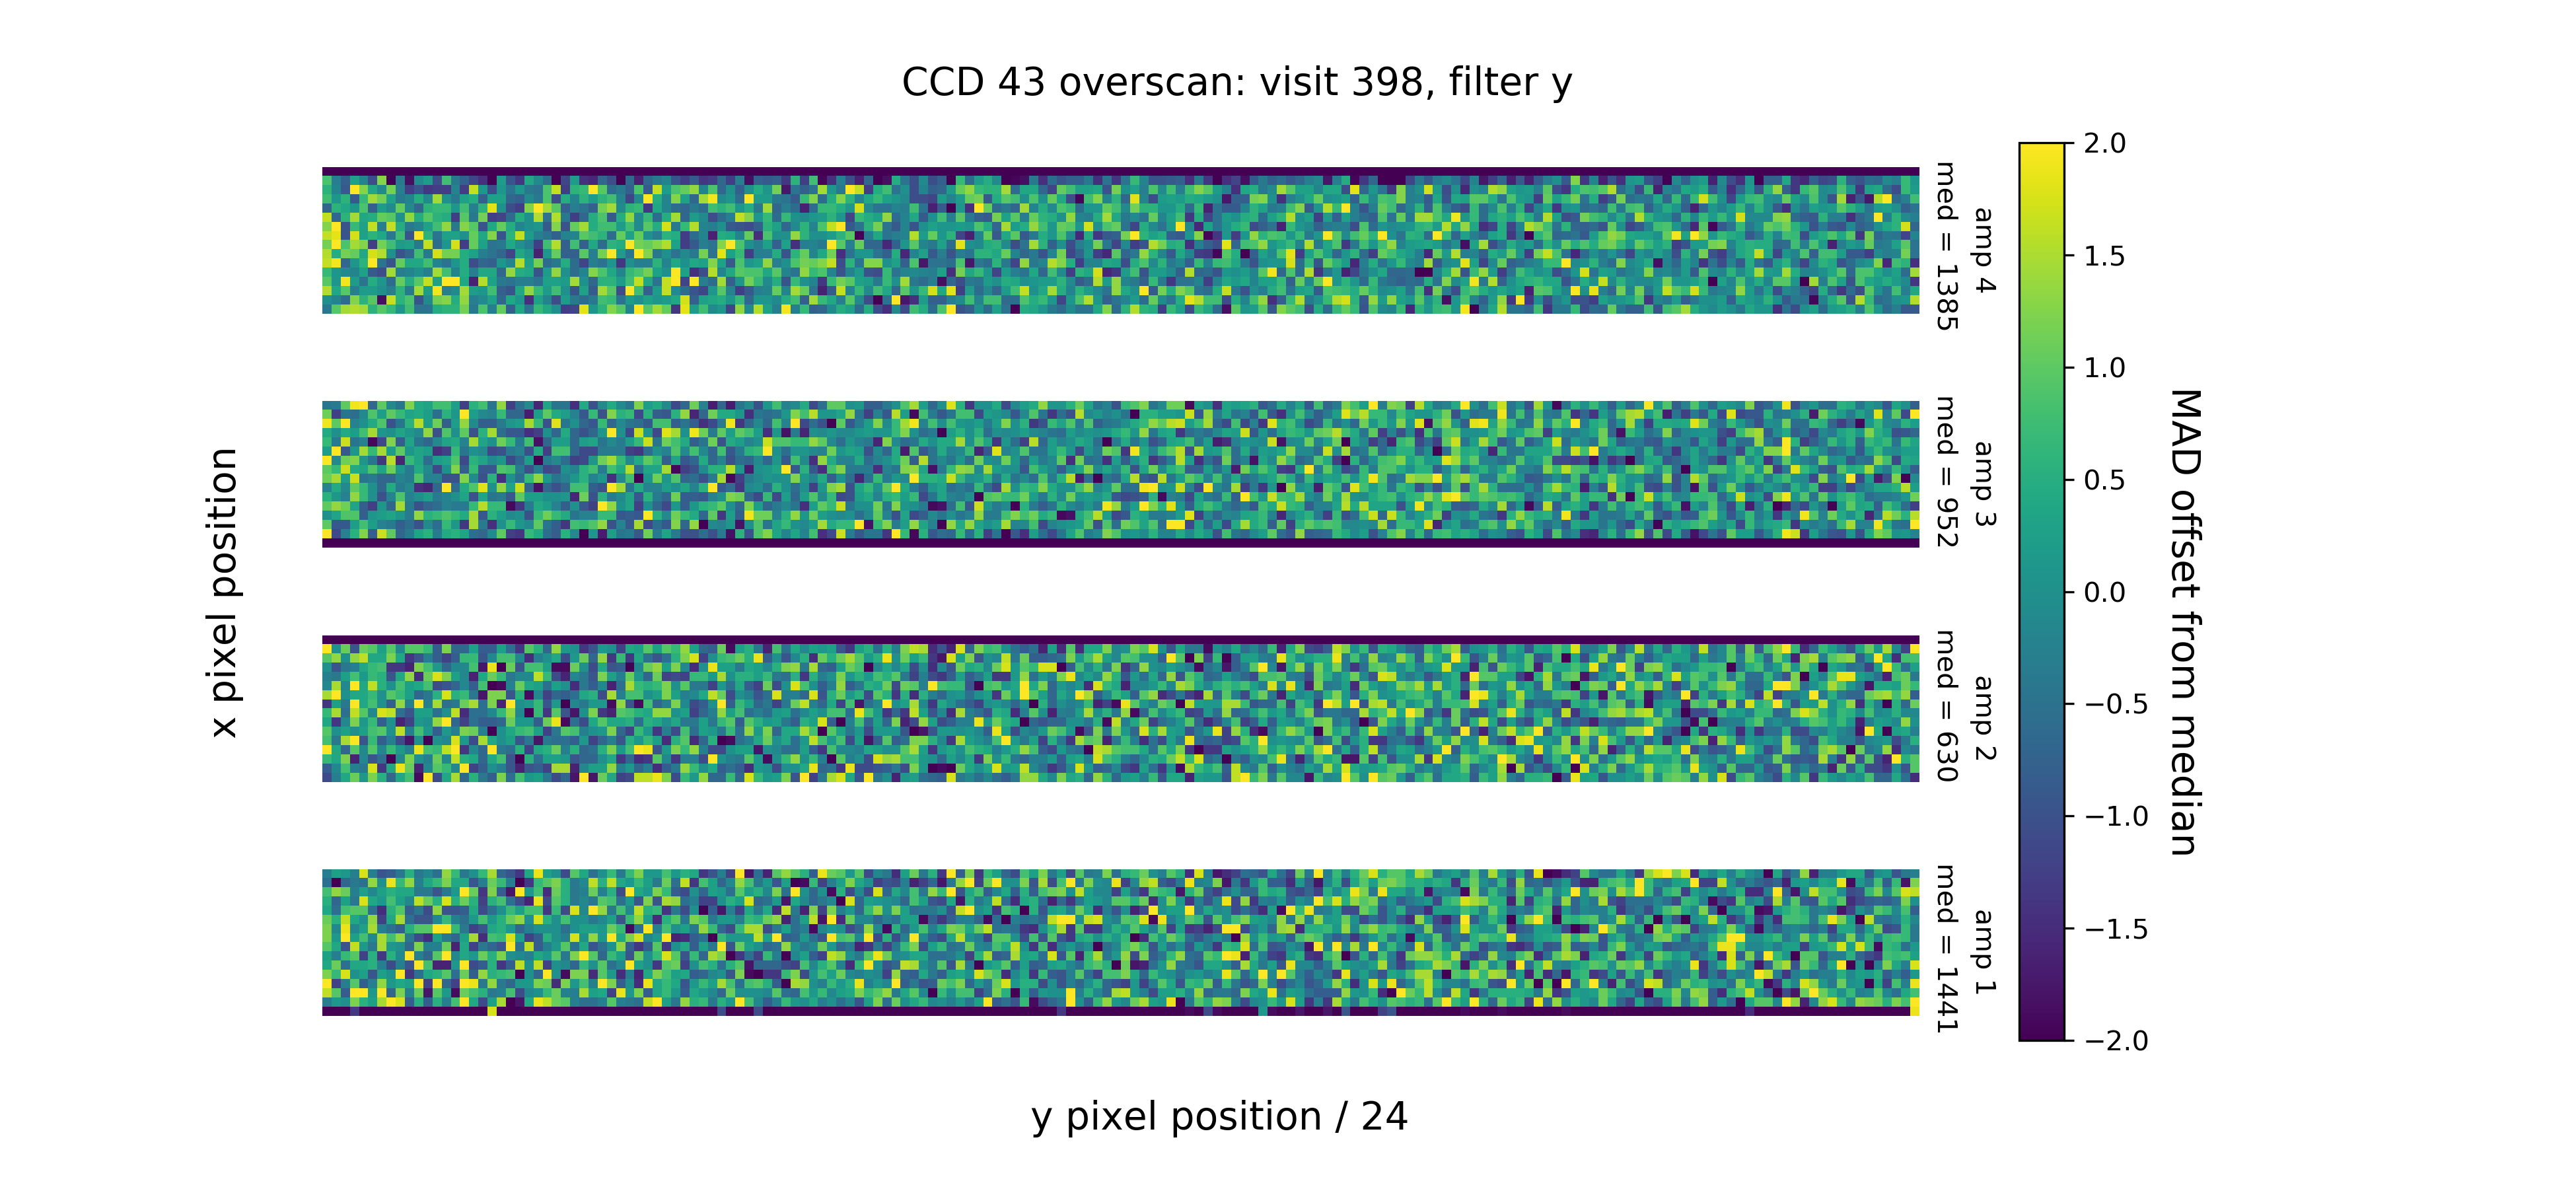 CCD 43 overscan: visit 398, filter y
x pixel position
amp 4
med = 1385
amp 3
med = 952
amp 2
med = 630
amp 1
med = 1441
y pixel position / 24
2.0
1.5
1.0
0.5
0.0
−0.5
−1.0
−1.5
−2.0
MAD offset from median